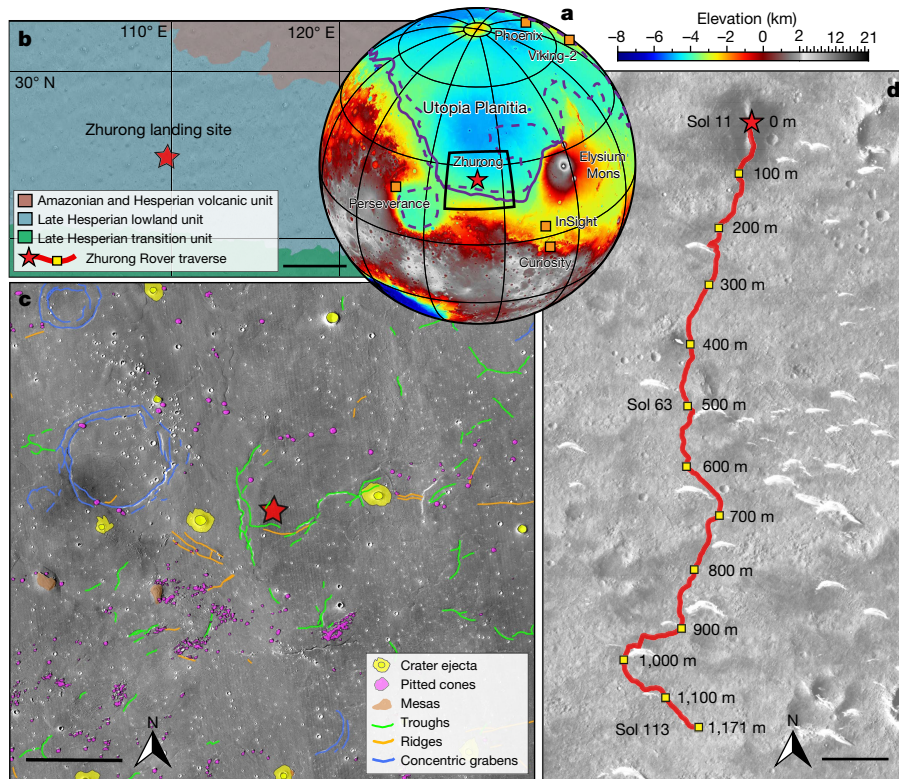 a
Elevation (km)
−8 −6 −4 −2 0 2 12 21
Phoenix
Viking-2
Utopia Planitia
Zhurong
Elysium
Mons
Perseverance
InSight
Curiosity
b
110° E
120° E
30° N
Zhurong landing site
Amazonian and Hesperian volcanic unit
Late Hesperian lowland unit
Late Hesperian transition unit
Zhurong Rover traverse
c
Crater ejecta
Pitted cones
Mesas
Troughs
Ridges
Concentric grabens
N
d
Sol 11 0 m
100 m
200 m
300 m
400 m
Sol 63 500 m
600 m
700 m
800 m
900 m
1,000 m
1,100 m
Sol 113 1,171 m
N